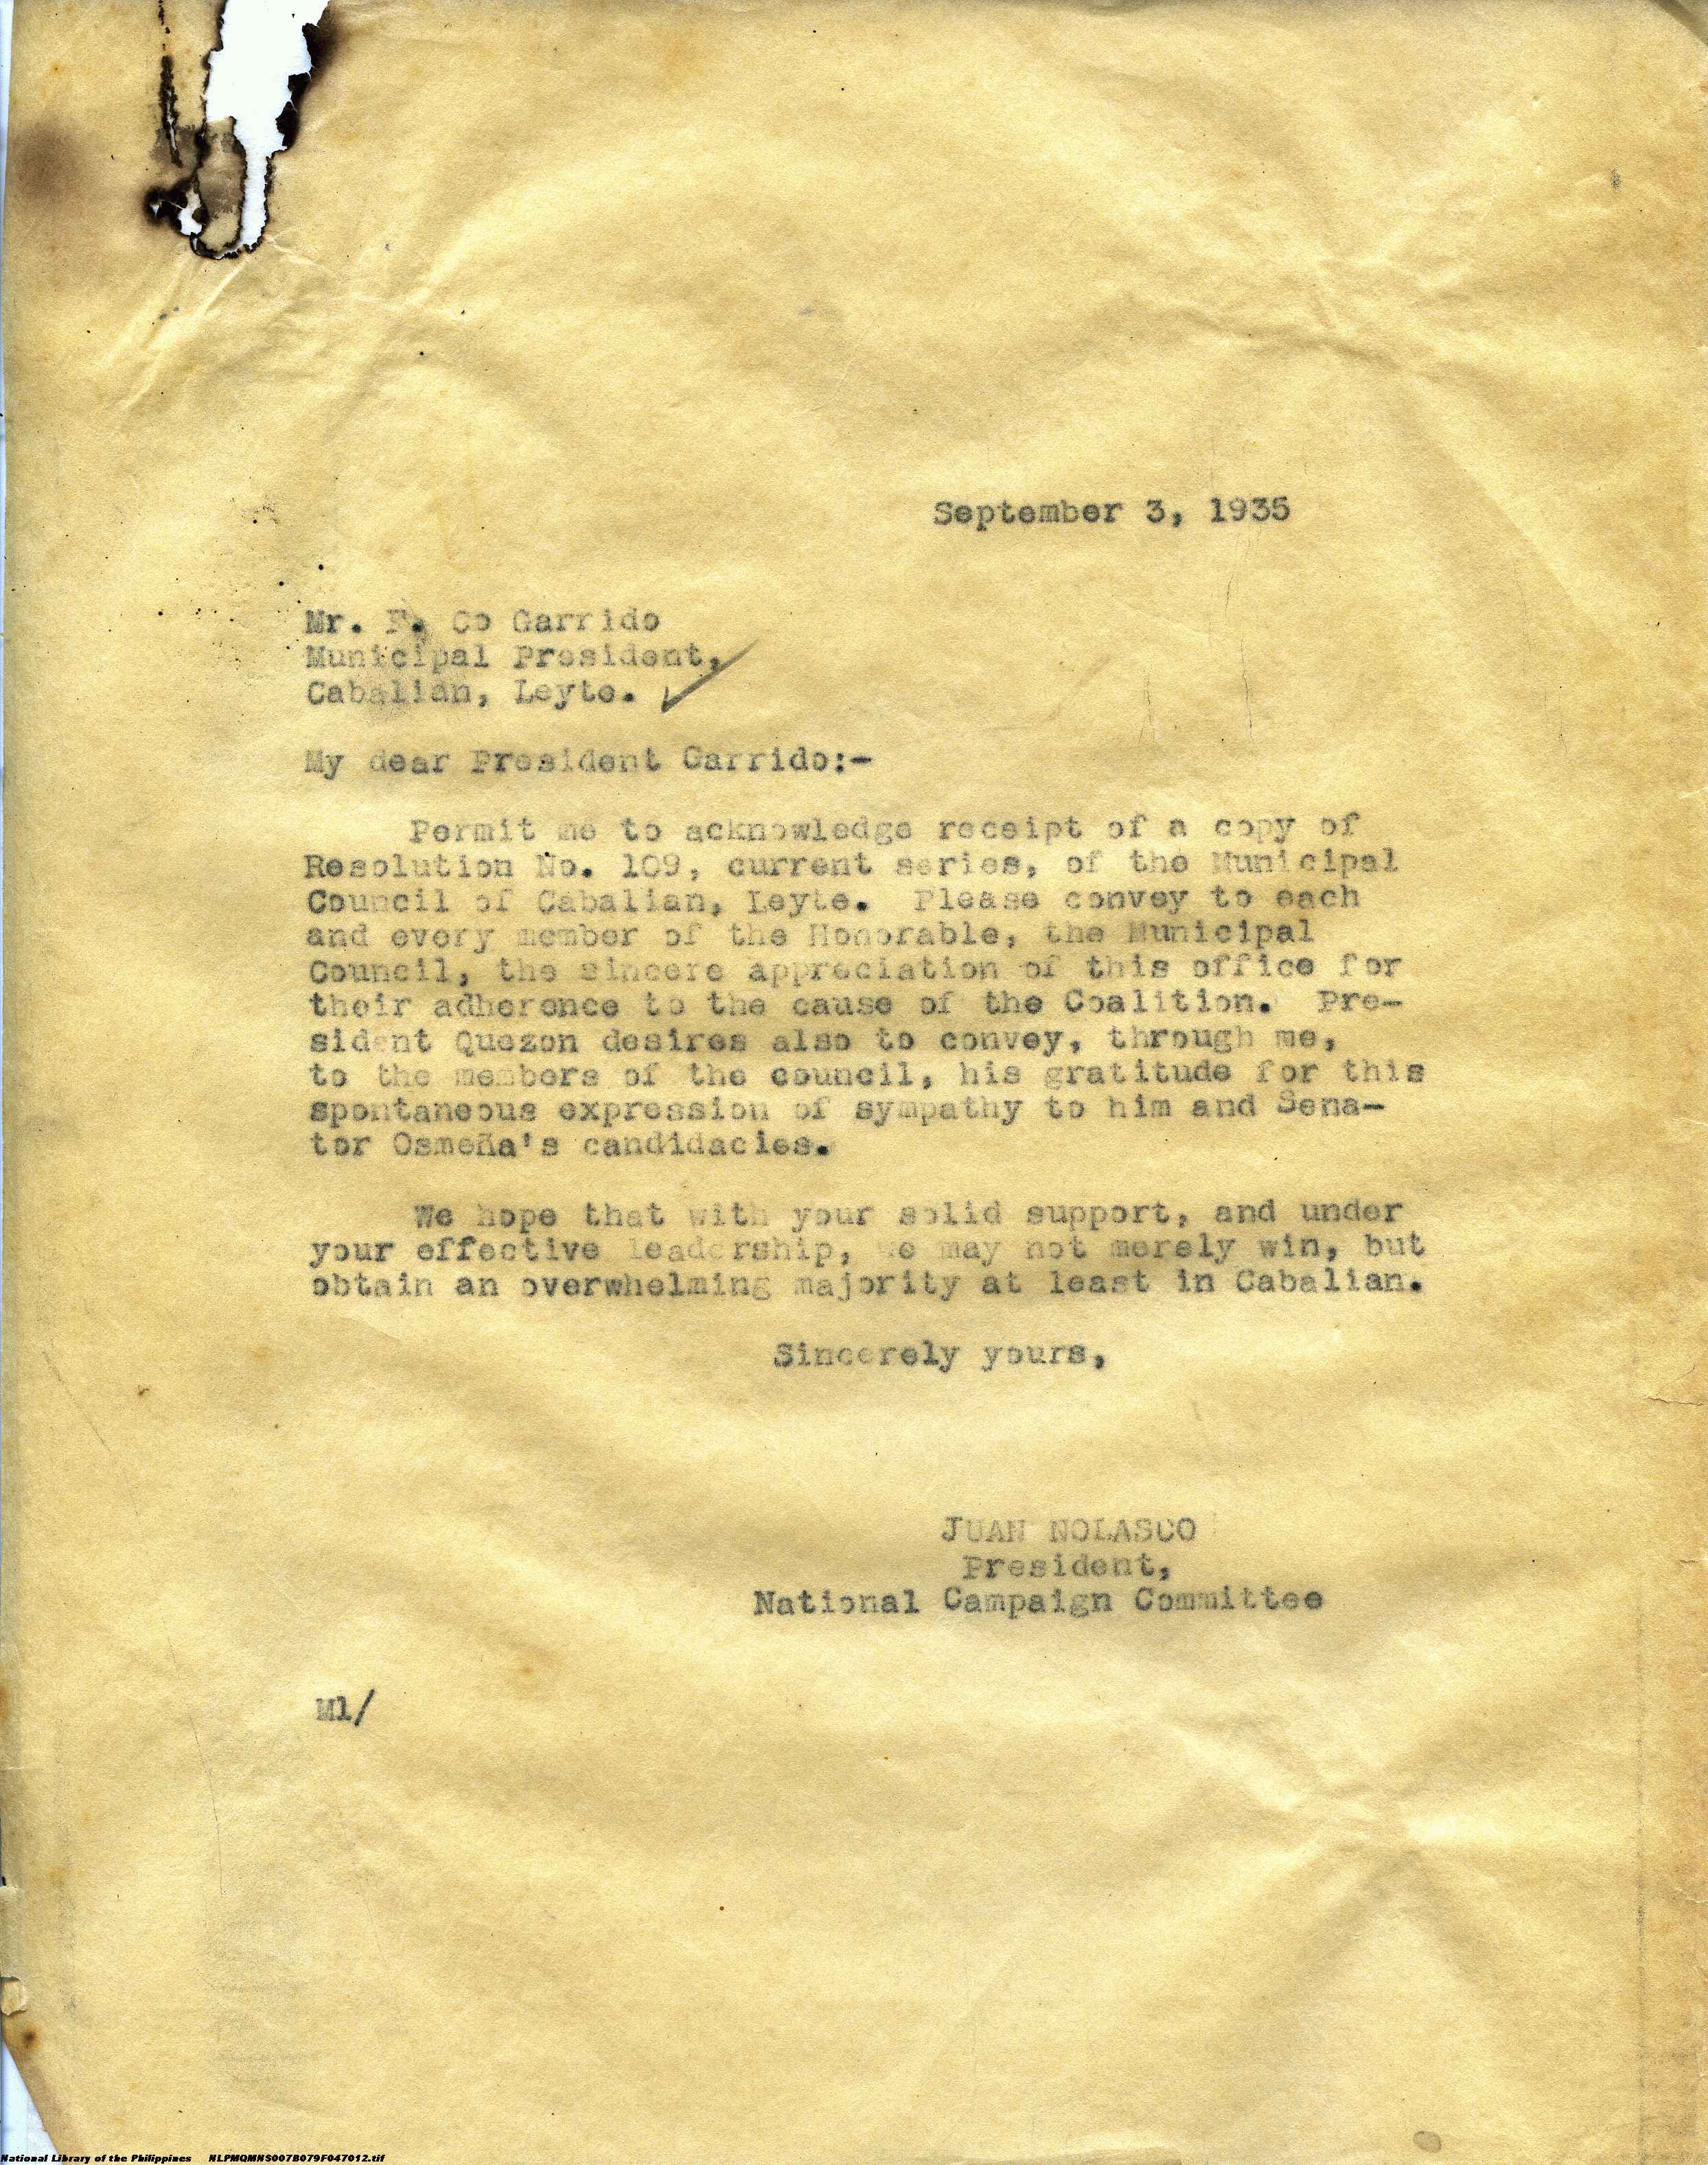 September 3, 1935
Mr. F. Co Garrido
Municipal President,
Cabalian, Leyte.
My dear President Garrido:-
Permit me to acknowledge receipt of a copy of
Resolution No. 109, current series, of the Municipal
Council of Cabalian, Leyte. Please convey to each
and every member of the Honorable, the Municipal
Council, the sincere appreciation of this office for
their adherence to the cause of the Coalition. Pre-
sident Quezon desires also to convey, through me,
to the members of the council, his gratitude for this
spontaneous expression of sympathy to him and Sena-
tor Osmeña's candidacies.
We hope that with your solid support, and under
your effective leadership, we may not merely win, but
obtain an overwhelming majority at least in Cabalian.
Sincerely yours,
JUAN NOLASCO
President,
National Campaign Committee
Ml/
National Library of the Philippines NLPMQMNS007B079F047012.tif